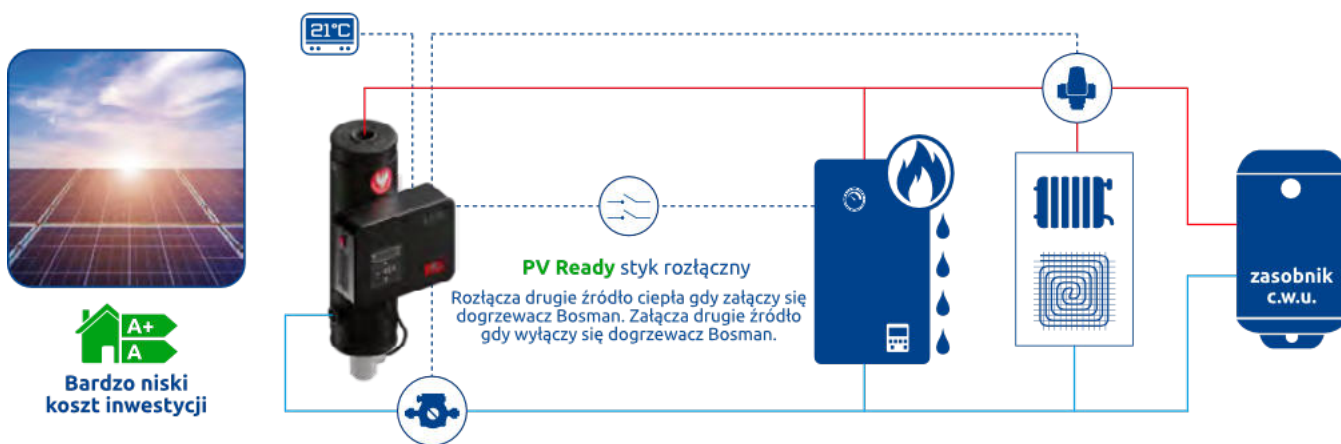 21°C
PV Ready styk rozłączny
Rozłącza drugie źródło ciepła gdy załączy się
dogrzewacz Bosman. Załącza drugie źródło
gdy wyłączy się dogrzewacz Bosman.
zasobnik
c.w.u.
A+
A
Bardzo niski
koszt inwestycji